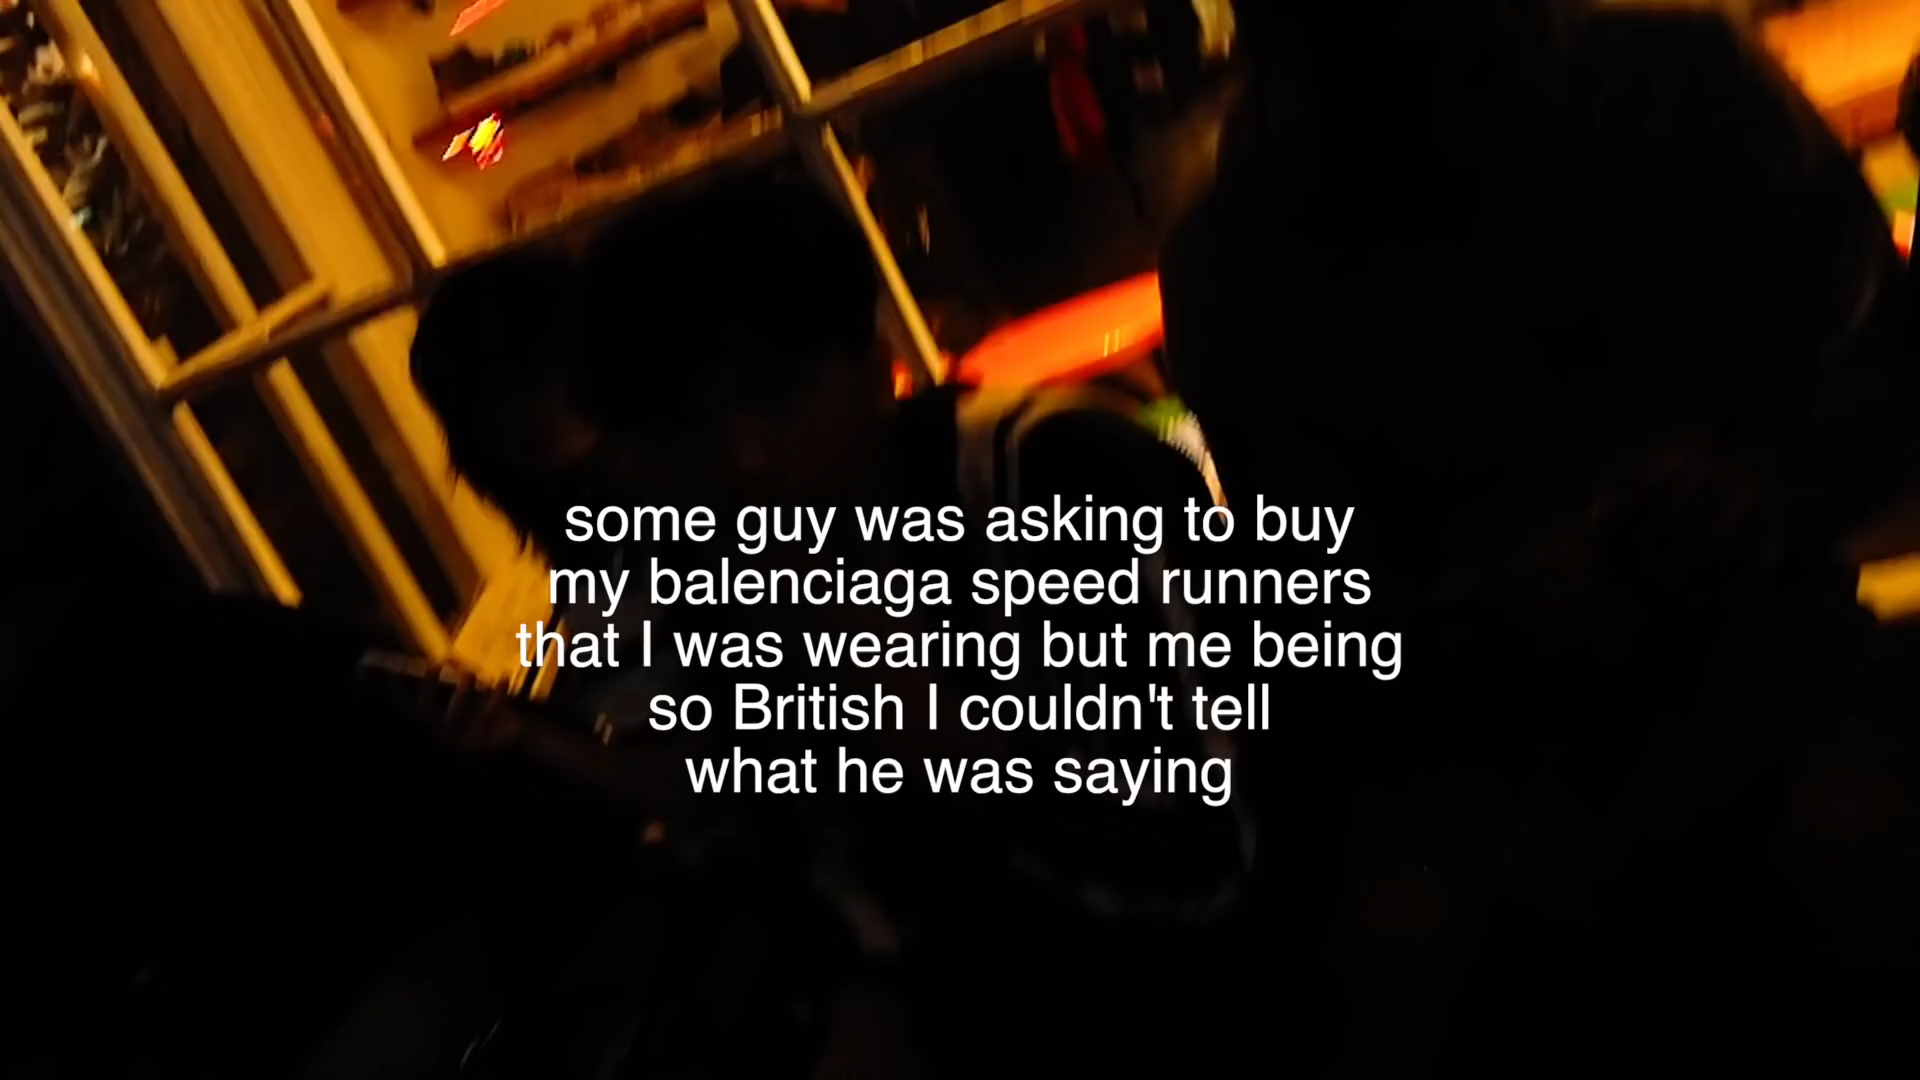 some guy was asking to buy
my balenciaga speed runners
that I was wearing but me being
so British I couldn't tell
what he was saying